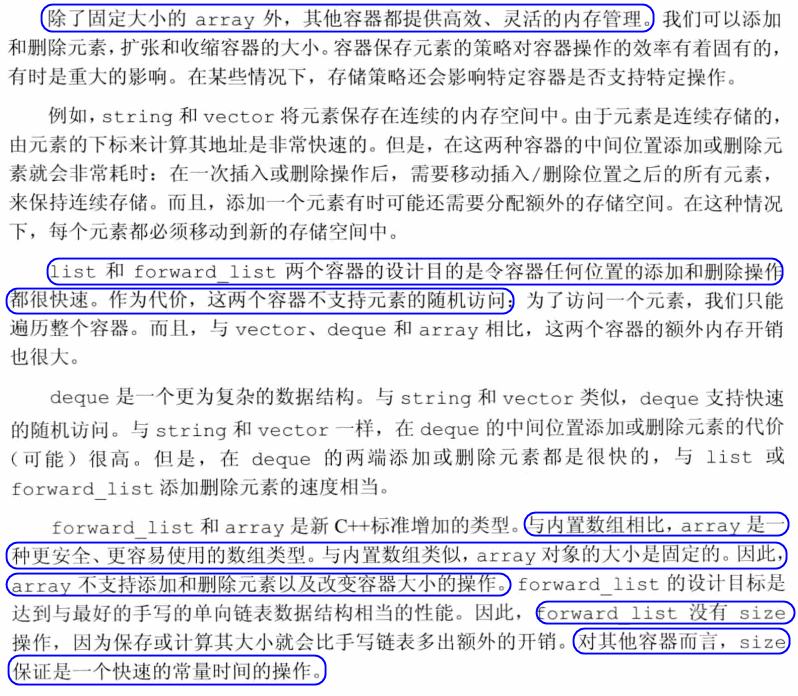 除了固定大小的 array 外，其他容器都提供高效、灵活的内存管理。我们可以添加
和删除元素，扩张和收缩容器的大小。容器保存元素的策略对容器操作的效率有着固有的，
有时是重大的影响。在某些情况下，存储策略还会影响特定容器是否支持特定操作。
例如，string 和 vector 将元素保存在连续的内存空间中。由于元素是连续存储的，
由元素的下标来计算其地址是非常快速的。但是，在这两种容器的中间位置添加或删除元
素就会非常耗时：在一次插入或删除操作后，需要移动插入/删除位置之后的所有元素，
来保持连续存储。而且，添加一个元素有时可能还需要分配额外的存储空间。在这种情况
下，每个元素都必须移动到新的存储空间中。
list 和 forward_list 两个容器的设计目的是令容器任何位置的添加和删除操作
都很快速。作为代价，这两个容器不支持元素的随机访问：为了访问一个元素，我们只能
遍历整个容器。而且，与 vector、deque 和 array 相比，这两个容器的额外内存开销
也很大。
deque 是一个更为复杂的数据结构。与 string 和 vector 类似，deque 支持快速
的随机访问。与 string 和 vector 一样，在 deque 的中间位置添加或删除元素的代价
（可能）很高。但是，在 deque 的两端添加或删除元素都是很快的，与 list 或
forward_list 添加删除元素的速度相当。
forward_list 和 array 是新 C++标准增加的类型。与内置数组相比，array 是一
种更安全、更容易使用的数组类型。与内置数组类似，array 对象的大小是固定的。因此，
array 不支持添加和删除元素以及改变容器大小的操作。forward_list 的设计目标是
达到与最好的手写的单向链表数据结构相当的性能。因此，forward_list 没有 size
操作，因为保存或计算其大小就会比手写链表多出额外的开销。对其他容器而言，size
保证是一个快速的常量时间的操作。